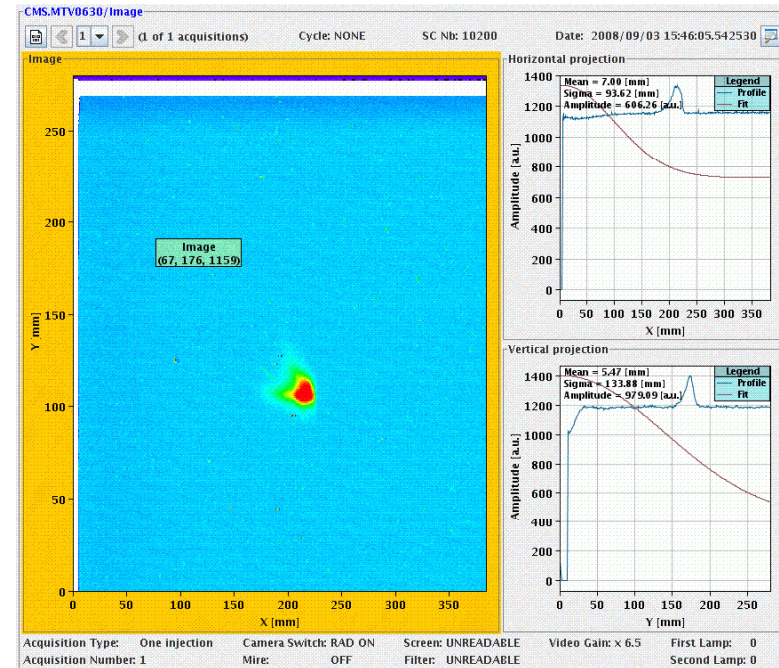 CMS.MTV0630/Image
1 (1 of 1 acquisitions) Cycle: NONE SC Nb: 10200 Date: 2008/09/03 15:46:05.542530
Image
250
200
150
100
50
0
Y [mm]
Image
(67, 176, 1159)
0 50 100 150 200 250 300 350
X [mm]
Horizontal projection
Mean = 7.00 [mm]
Sigma = 93.62 [mm]
Amplitude = 606.26 [a.u.]
Legend
Profile
Fit
1400
1200
1000
800
600
400
200
0
Amplitude [a.u.]
0 50 100 150 200 250 300 350
X [mm]
Vertical projection
Mean = 5.47 [mm]
Sigma = 133.88 [mm]
Amplitude = 979.09 [a.u.]
Legend
Profile
Fit
1400
1200
1000
800
600
400
200
0
Amplitude [a.u.]
0 50 100 150 200 250
Y [mm]
Acquisition Type: One injection Camera Switch: RAD ON Screen: UNREADABLE Video Gain: x 6.5 First Lamp: 0
Acquisition Number: 1 Mire: OFF Filter: UNREADABLE Second Lamp: 0